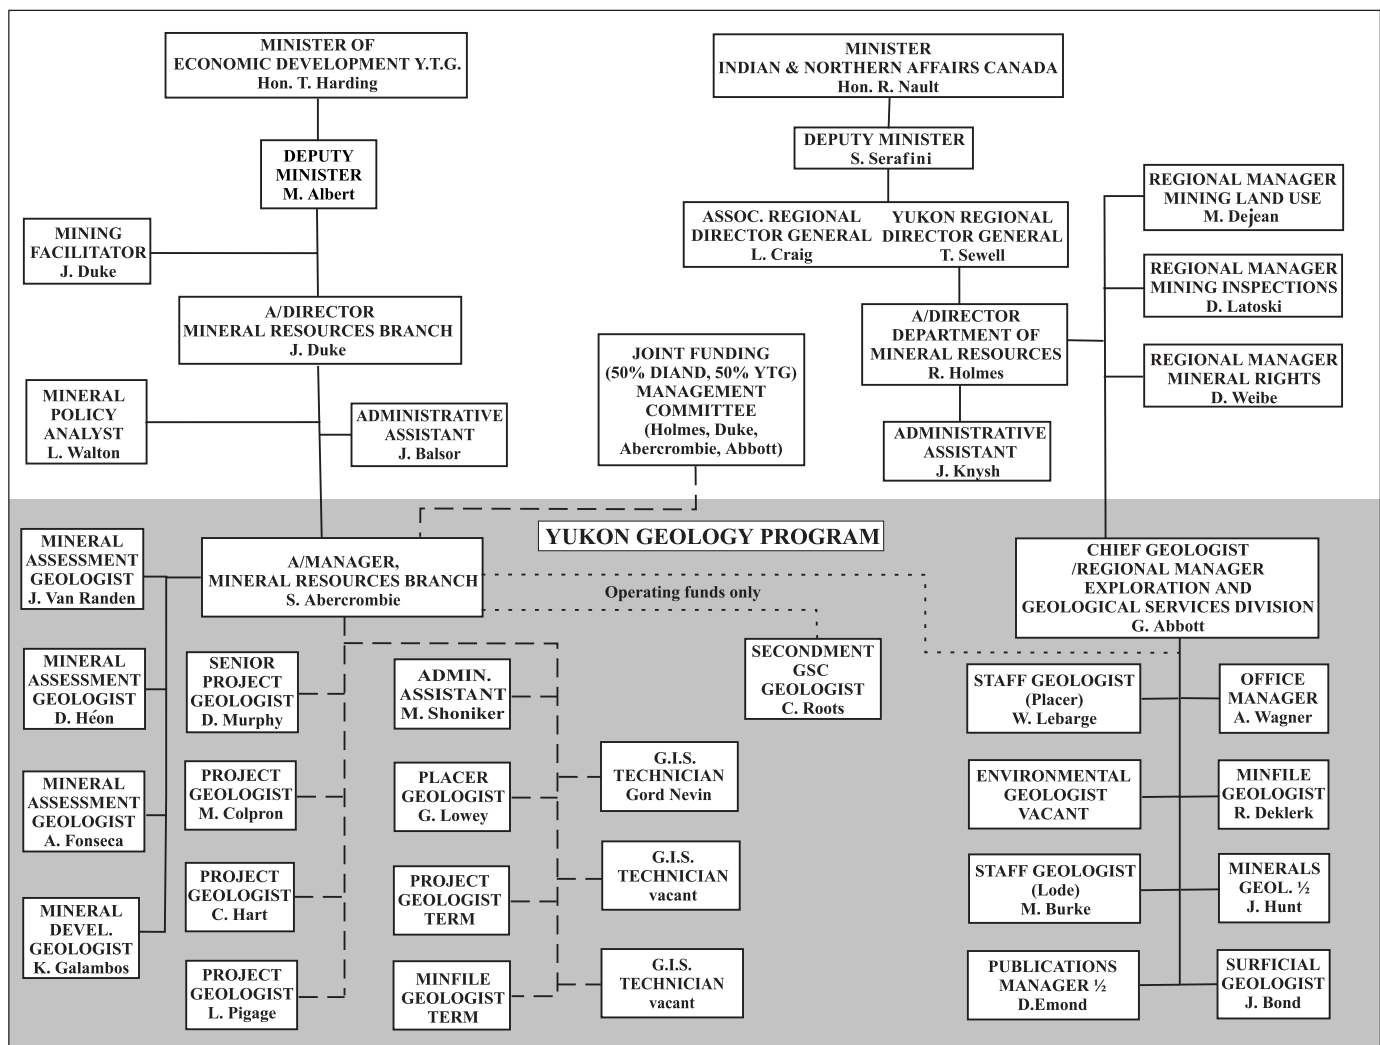 MINISTER OF
ECONOMIC DEVELOPMENT Y.T.G.
Hon. T. Harding
MINISTER
INDIAN & NORTHERN AFFAIRS CANADA
Hon. R. Nault
DEPUTY
MINISTER
M. Albert
DEPUTY MINISTER
S. Serafini
REGIONAL MANAGER
MINING LAND USE
M. Dejean
MINING
FACILITATOR
J. Duke
ASSOC. REGIONAL
DIRECTOR GENERAL
L. Craig
YUKON REGIONAL
DIRECTOR GENERAL
T. Sewell
REGIONAL MANAGER
MINING INSPECTIONS
D. Latoski
A/DIRECTOR
MINERAL RESOURCES BRANCH
J. Duke
A/DIRECTOR
DEPARTMENT OF
MINERAL RESOURCES
R. Holmes
REGIONAL MANAGER
MINERAL RIGHTS
D. Weibe
JOINT FUNDING
(50% DIAND, 50% YTG)
MANAGEMENT
COMMITTEE
(Holmes, Duke,
Abercrombie, Abbott)
MINERAL
POLICY
ANALYST
L. Walton
ADMINISTRATIVE
ASSISTANT
J. Balsor
ADMINISTRATIVE
ASSISTANT
J. Knysh
YUKON GEOLOGY PROGRAM
MINERAL
ASSESSMENT
GEOLOGIST
J. Van Randen
A/MANAGER,
MINERAL RESOURCES BRANCH
S. Abercrombie
Operating funds only
CHIEF GEOLOGIST
/REGIONAL MANAGER
EXPLORATION AND
GEOLOGICAL SERVICES DIVISION
G. Abbott
MINERAL
ASSESSMENT
GEOLOGIST
D. Héon
SENIOR
PROJECT
GEOLOGIST
D. Murphy
ADMIN.
ASSISTANT
M. Shoniker
SECONDMENT
GSC
GEOLOGIST
C. Roots
STAFF GEOLOGIST
(Placer)
W. Lebarge
OFFICE
MANAGER
A. Wagner
MINERAL
ASSESSMENT
GEOLOGIST
A. Fonseca
PROJECT
GEOLOGIST
M. Colpron
PLACER
GEOLOGIST
G. Lowey
G.I.S.
TECHNICIAN
Gord Nevin
ENVIRONMENTAL
GEOLOGIST
VACANT
MINFILE
GEOLOGIST
R. Deklerk
PROJECT
GEOLOGIST
C. Hart
PROJECT
GEOLOGIST
TERM
G.I.S.
TECHNICIAN
vacant
STAFF GEOLOGIST
(Lode)
M. Burke
MINERALS
GEOL. ½
J. Hunt
MINERAL
DEVEL.
GEOLOGIST
K. Galambos
PROJECT
GEOLOGIST
L. Pigage
MINFILE
GEOLOGIST
TERM
G.I.S.
TECHNICIAN
vacant
PUBLICATIONS
MANAGER ½
D.Emond
SURFICIAL
GEOLOGIST
J. Bond